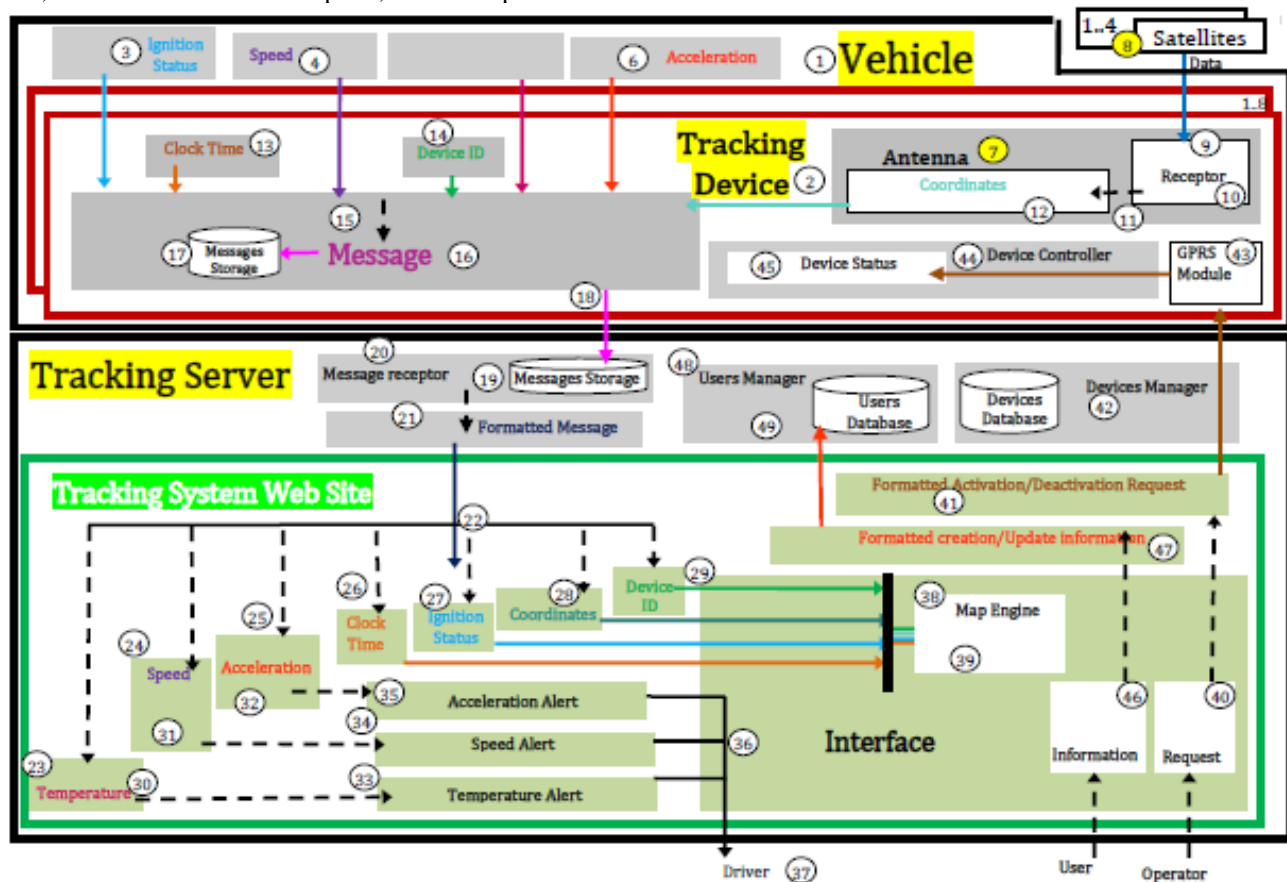 1..4
8
Satellites
Data
3
Ignition
Status
Speed
4
6
Acceleration
1
Vehicle
1..8
Clock Time
13
14
Device ID
Tracking
Device
2
Antenna
7
9
Receptor
10
Coordinates
12
11
15
17
Messages
Storage
Message
16
18
45
Device Status
44
Device Controller
GPRS
Module
43
Tracking Server
20
Message receptor
19
Messages Storage
21
Formatted Message
48
Users Manager
49
Users
Database
Devices
Database
Devices Manager
42
Tracking System Web Site
22
Formatted Activation/Deactivation Request
41
Formatted creation/Update information
47
29
Device
ID
28
Coordinates
27
Ignition
Status
26
Clock
Time
25
Acceleration
32
24
Speed
31
23
Temperature
30
38
Map Engine
39
35
Acceleration Alert
34
Speed Alert
33
Temperature Alert
36
Interface
46
Information
40
Request
Driver
37
User
Operator